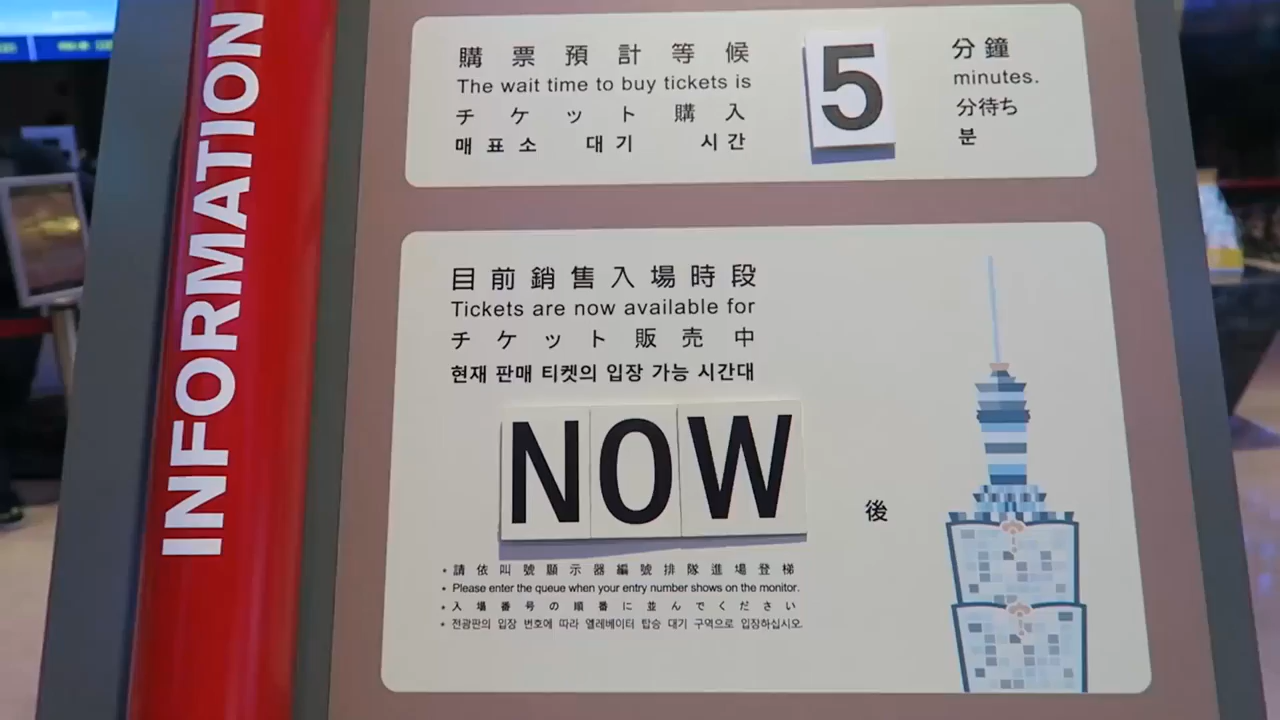 INFORMATION
購票預計等候 5 分鐘
The wait time to buy tickets is minutes.
チケット購入 分待ち
매표소 대기 시간 분
目前銷售入場時段
Tickets are now available for
チケット販売中
현재 판매 티켓의 입장 가능 시간대
NOW 後
• 請依叫號顯示器編號排隊進場登梯
• Please enter the queue when your entry number shows on the monitor.
• 入場番号の順番に並んでください
• 전광판의 입장 번호에 따라 엘레베이터 탑승 대기 구역으로 입장하십시오.